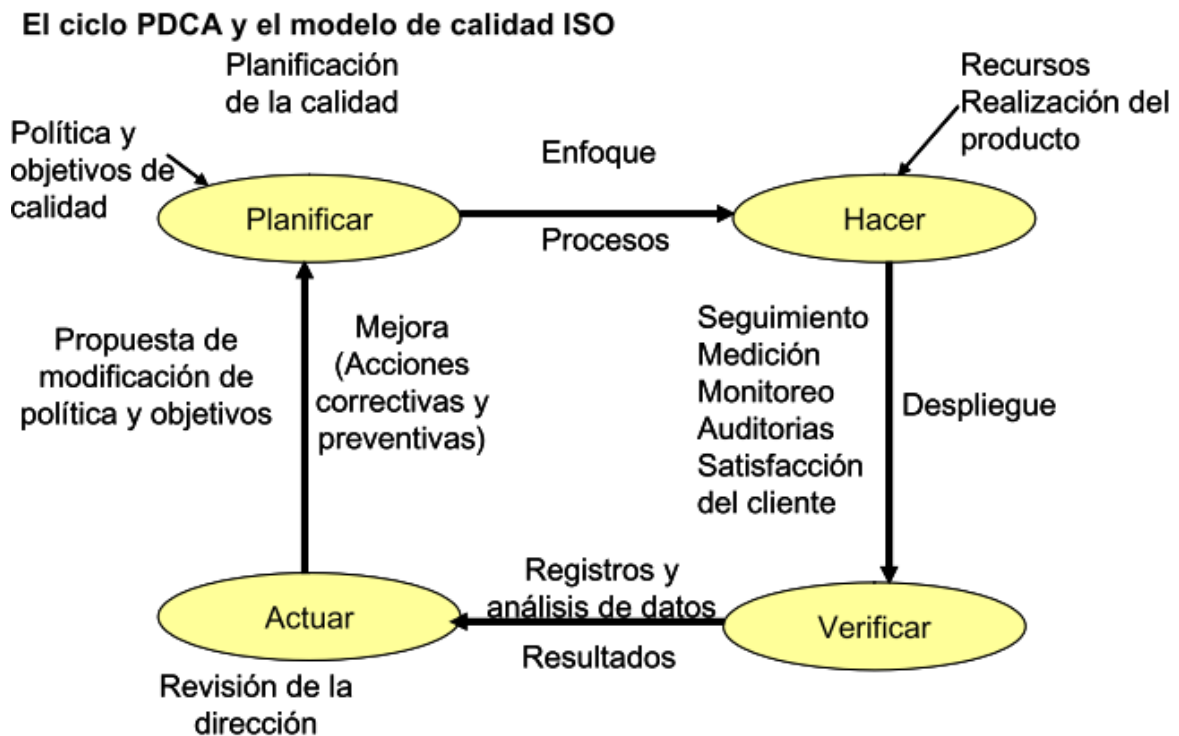 El ciclo PDCA y el modelo de calidad ISO
Planificación
de la calidad
Recursos
Realización del
producto
Política y
objetivos de
calidad
Enfoque
Planificar
Hacer
Procesos
Propuesta de
modificación de
política y objetivos
Mejora
(Acciones
correctivas y
preventivas)
Seguimiento
Medición
Monitoreo
Auditorias
Satisfacción
del cliente
Despliegue
Registros y
análisis de datos
Actuar
Verificar
Resultados
Revisión de la
dirección